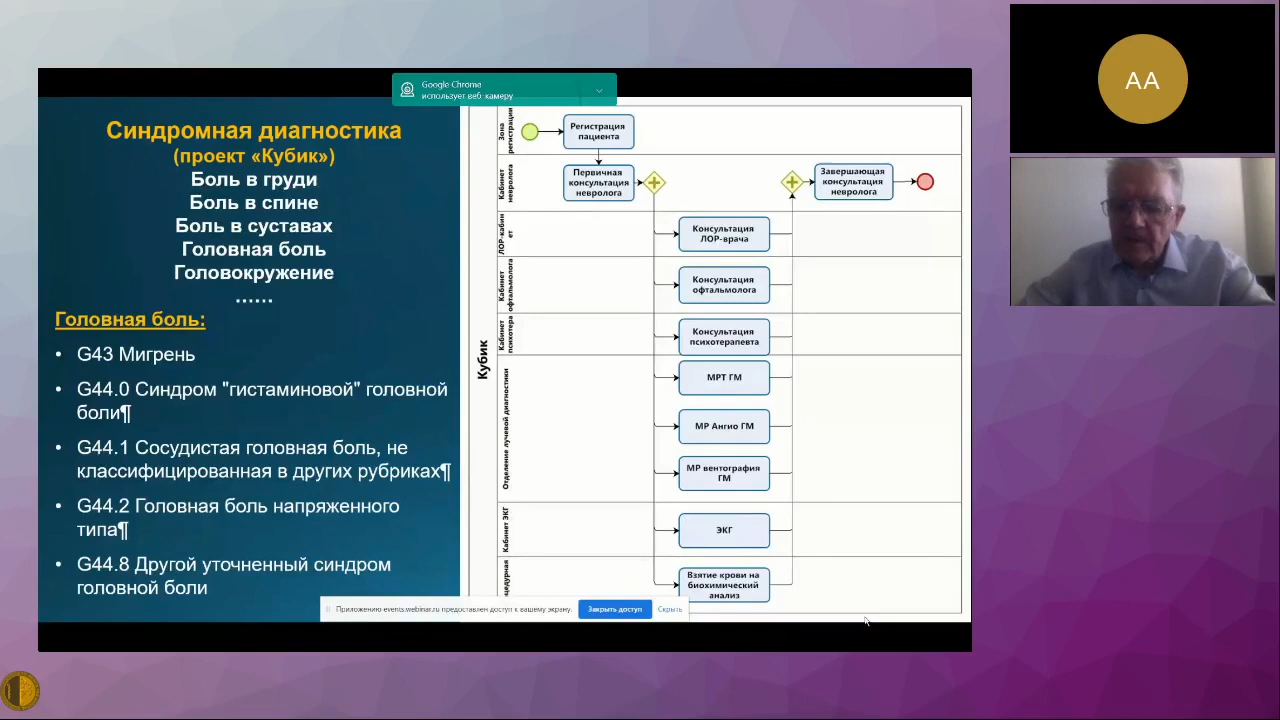 Google Chrome
использует веб-камеру
AA
Синдромная диагностика
(проект «Кубик»)
Боль в груди
Боль в спине
Боль в суставах
Головная боль
Головокружение
......
Головная боль:
• G43 Мигрень
• G44.0 Синдром "гистаминовой" головной
боли¶
• G44.1 Сосудистая головная боль, не
классифицированная в других рубриках¶
• G44.2 Головная боль напряженного
типа¶
• G44.8 Другой уточненный синдром
головной боли
Кубик
Зона
регистрации
Регистрация
пациента
Кабинет
невролога
Первичная
консультация
невролога
Завершающая
консультация
невролога
ЛОР-кабин
ет
Консультация
ЛОР-врача
Кабинет
офтальмолога
Консультация
офтальмолога
Кабинет
психотера
Консультация
психотерапевта
Отделение лучевой диагностики
МРТ ГМ
МР Ангио ГМ
МР вентография
ГМ
Кабинет ЭКГ
ЭКГ
цедурная
Взятие крови на
биохимический
анализ
Приложению events.webinar.ru предоставлен доступ к вашему экрану.
Закрыть доступ
Скрыть